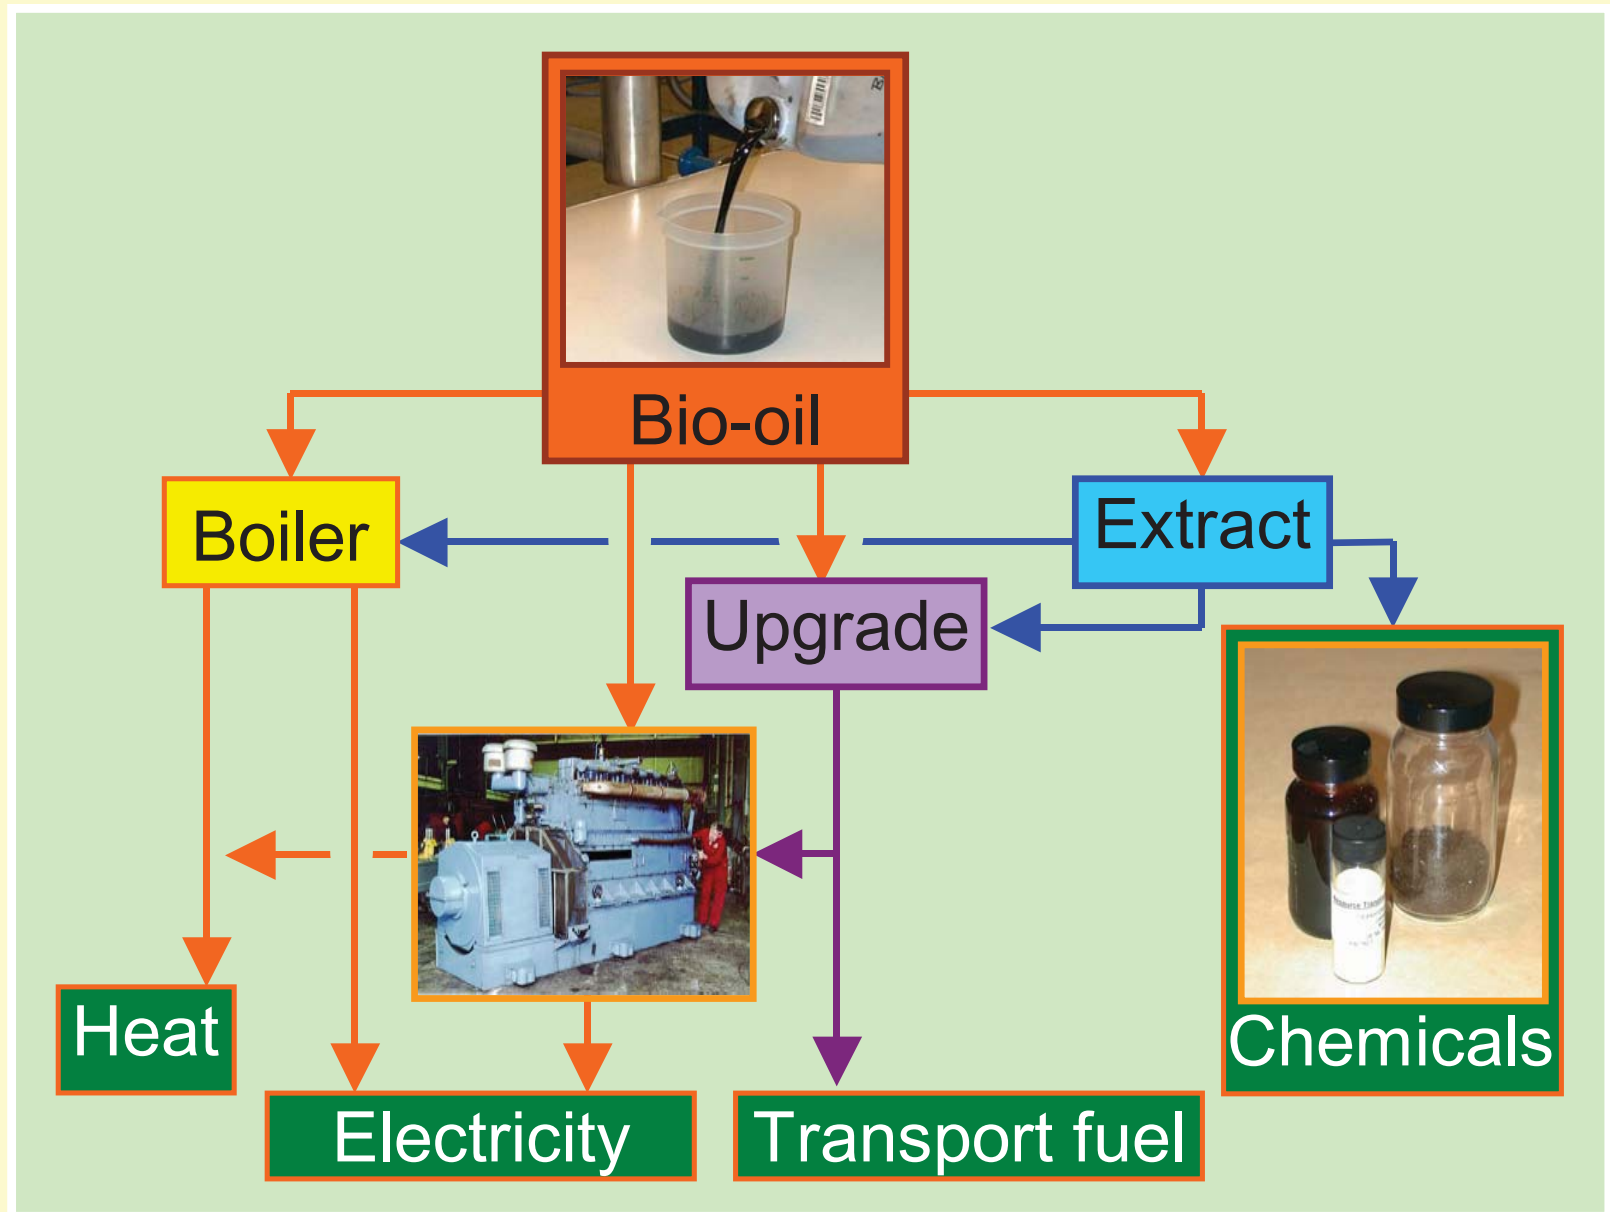 Bio-oil
Boiler
Extract
Upgrade
Heat
Chemicals
Electricity
Transport fuel